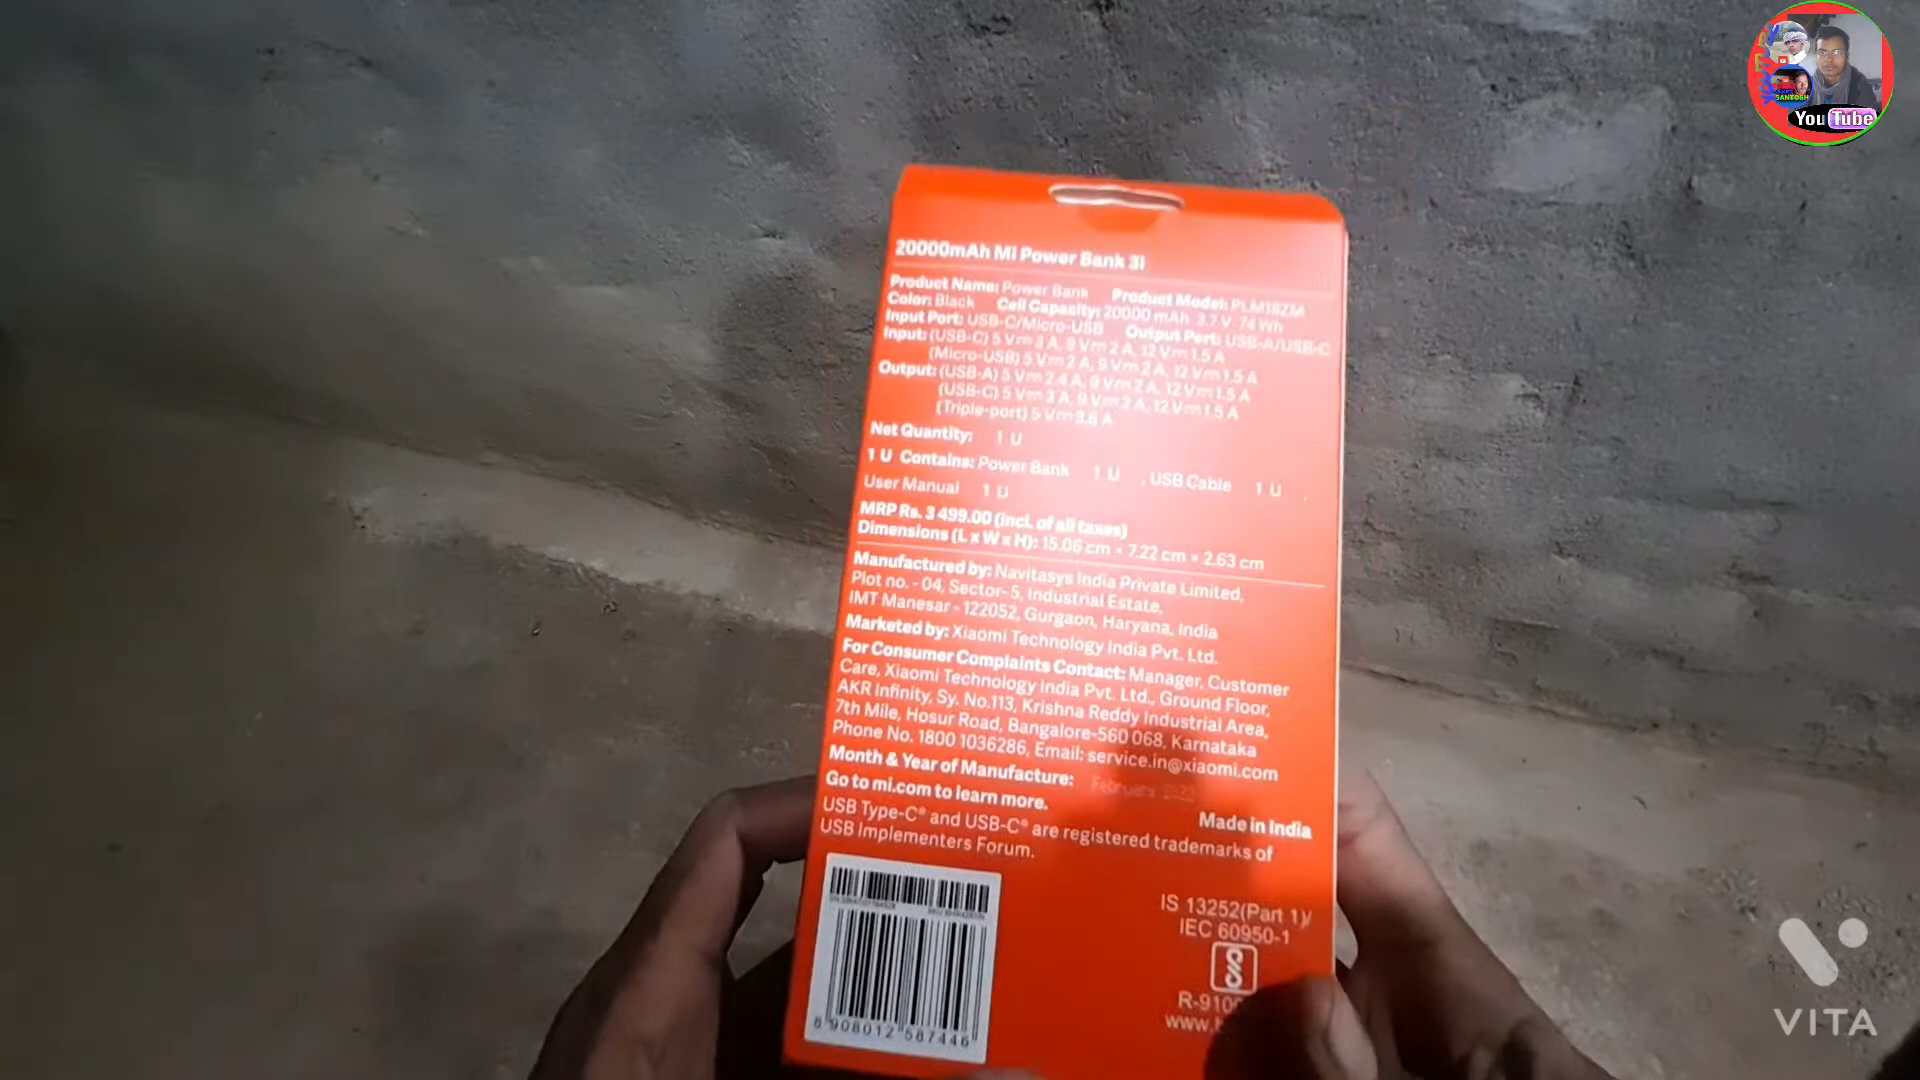 20000mAh Mi Power Bank 3i
Product Name: Power Bank Product Model: PLM18ZM
Color: Black Cell Capacity: 20000 mAh 3.7 V 74 Wh
Input Port: USB-C/Micro-USB Output Port: USB-A/USB-C
Input: (USB-C) 5 V⎓3 A, 9 V⎓2 A, 12 V⎓1.5 A
(Micro-USB) 5 V⎓2 A, 9 V⎓2 A, 12 V⎓1.5 A
Output: (USB-A) 5 V⎓2.4 A, 9 V⎓2 A, 12 V⎓1.5 A
(USB-C) 5 V⎓3 A, 9 V⎓2 A, 12 V⎓1.5 A
(Triple-port) 5 V⎓3.6 A
Net Quantity: 1 U
1 U Contains: Power Bank 1 U , USB Cable 1 U ,
User Manual 1 U
MRP Rs. 3 499.00 (incl. of all taxes)
Dimensions (L x W x H): 15.06 cm × 7.22 cm × 2.63 cm
Manufactured by: Navitasys India Private Limited,
Plot no. - 04, Sector- 5, Industrial Estate,
IMT Manesar - 122052, Gurgaon, Haryana, India
Marketed by: Xiaomi Technology India Pvt. Ltd.
For Consumer Complaints Contact: Manager, Customer
Care, Xiaomi Technology India Pvt. Ltd., Ground Floor,
AKR Infinity, Sy. No.113, Krishna Reddy Industrial Area,
7th Mile, Hosur Road, Bangalore-560 068, Karnataka
Phone No. 1800 1036286, Email: service.in@xiaomi.com
Month & Year of Manufacture: February 2022
Go to mi.com to learn more.
Made in India
USB Type-C® and USB-C® are registered trademarks of
USB Implementers Forum.
8 908012 587446
IS 13252(Part 1)/
IEC 60950-1
R-910
www.
SANTOSH
YouTube
VITA